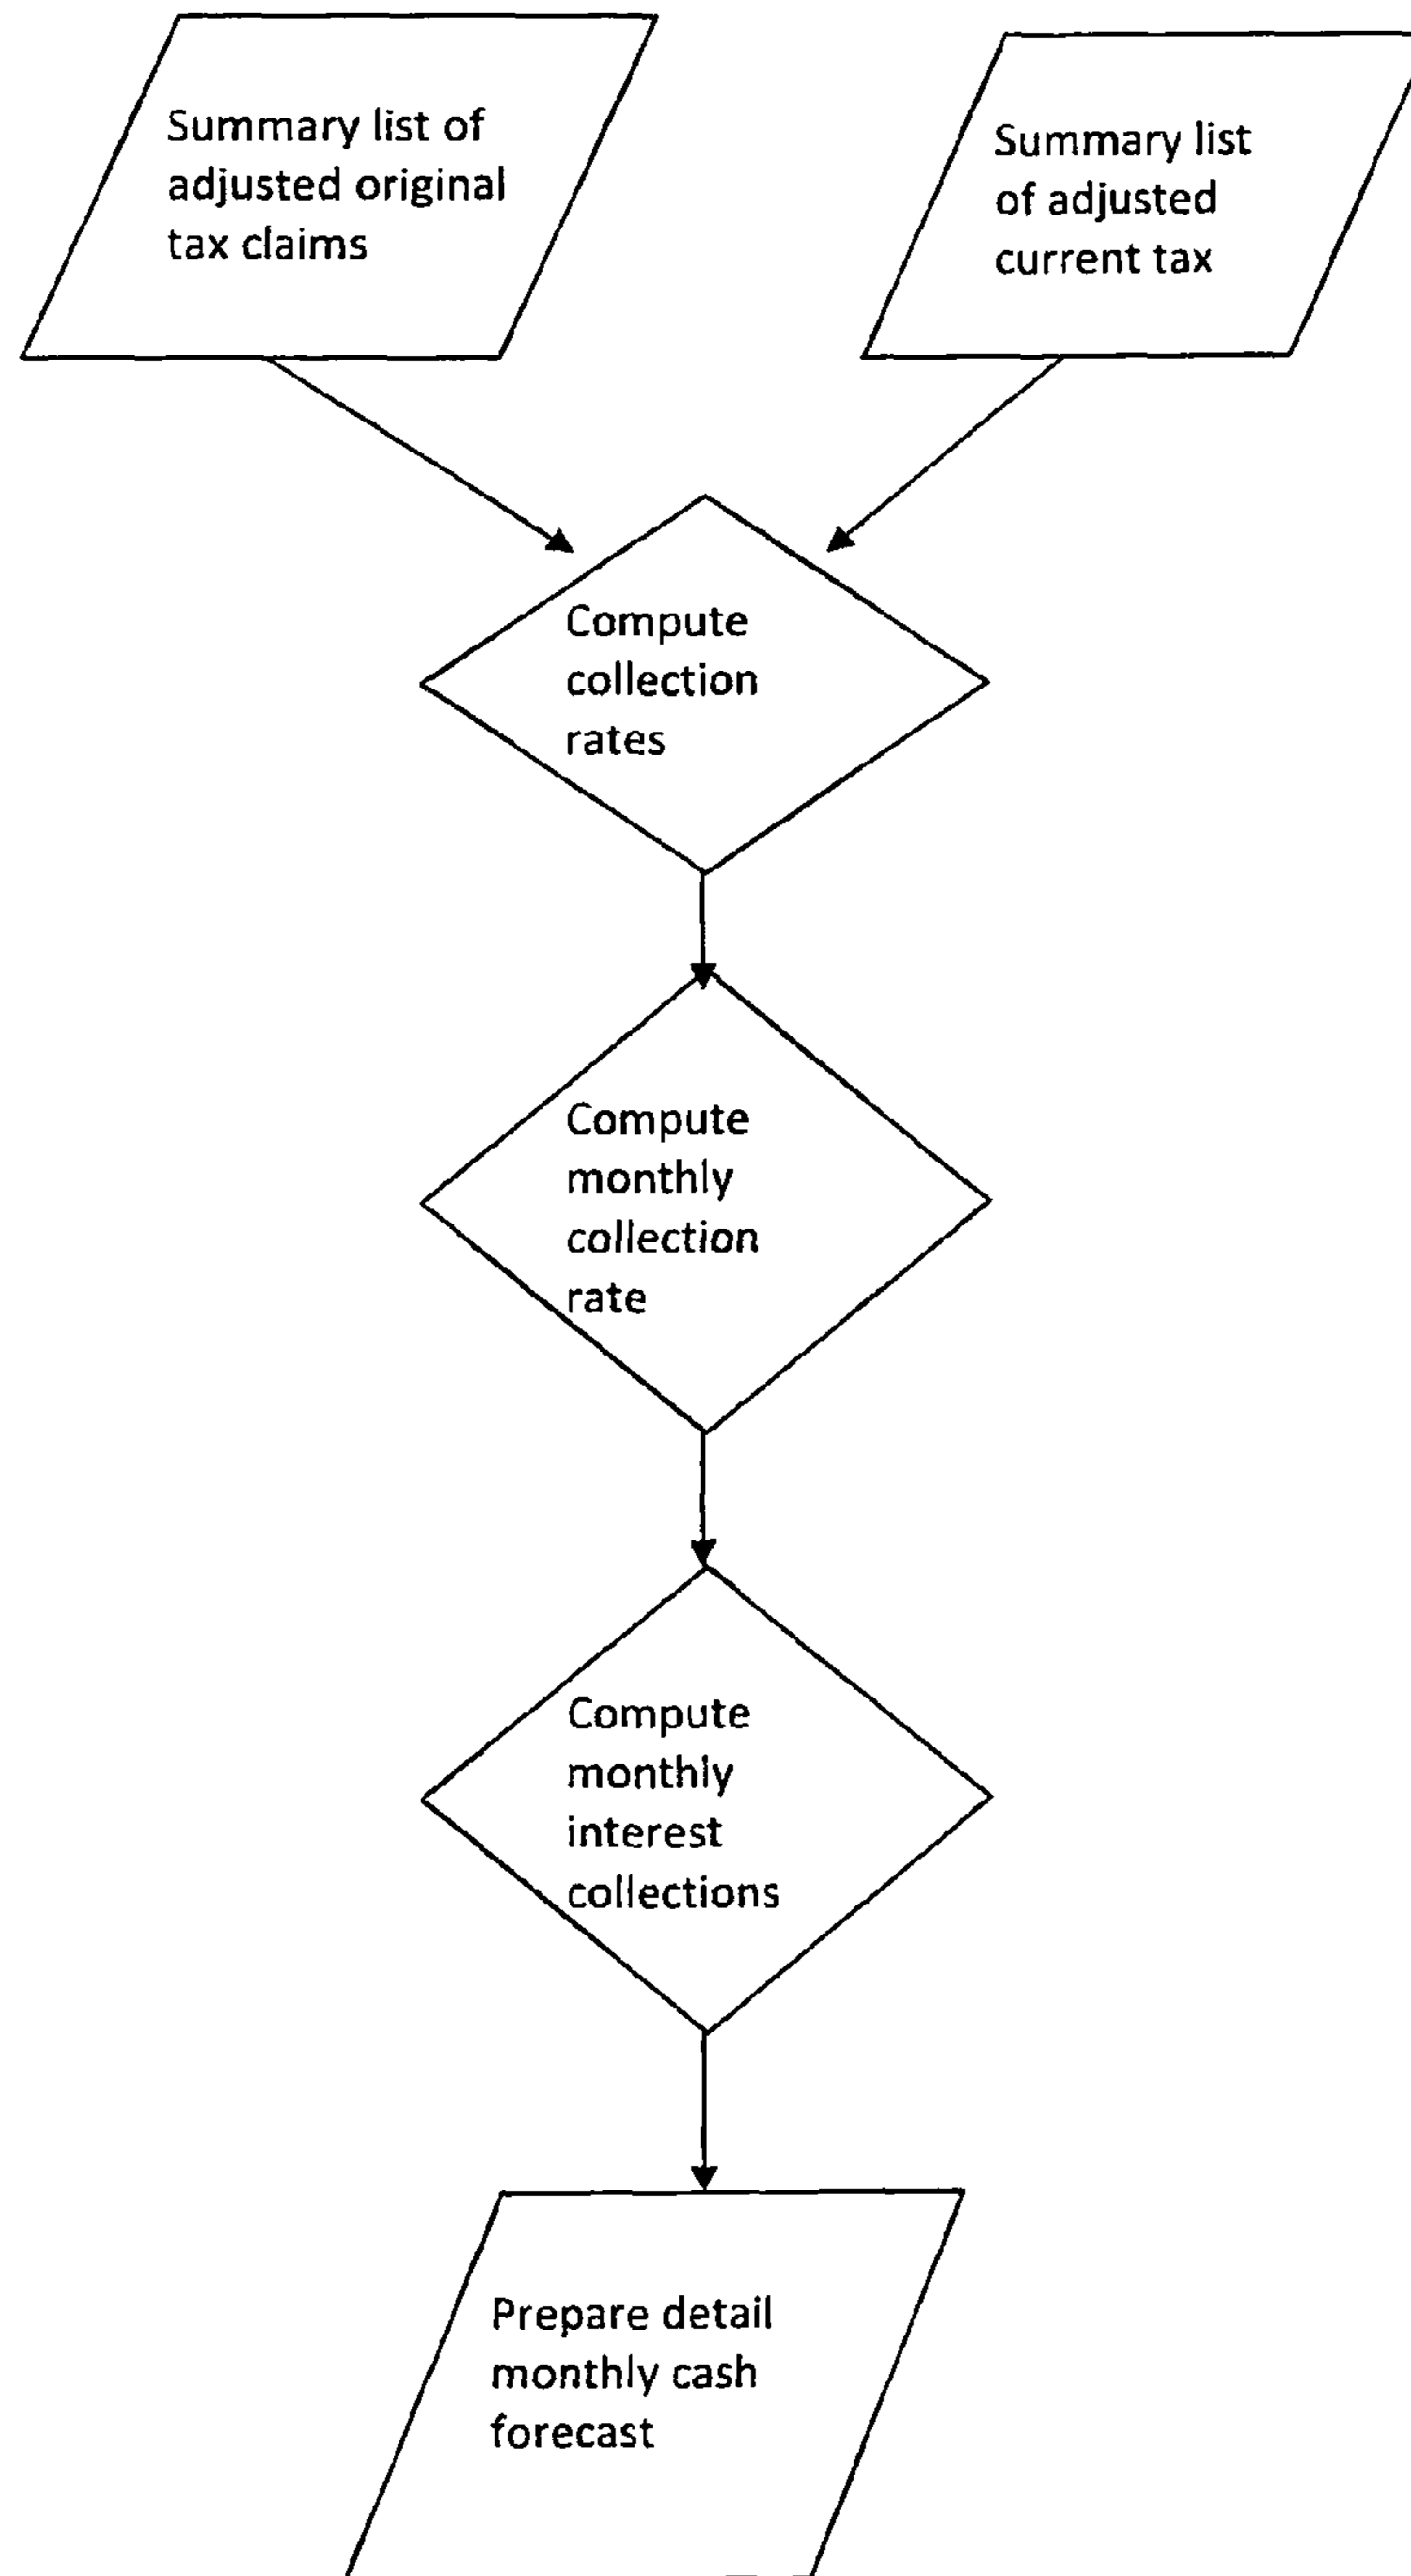 Summary list of
adjusted original
tax claims
Summary list
of adjusted
current tax
Compute
collection
rates
Compute
monthly
collection
rate
Compute
monthly
interest
collections
Prepare detail
monthly cash
forecast